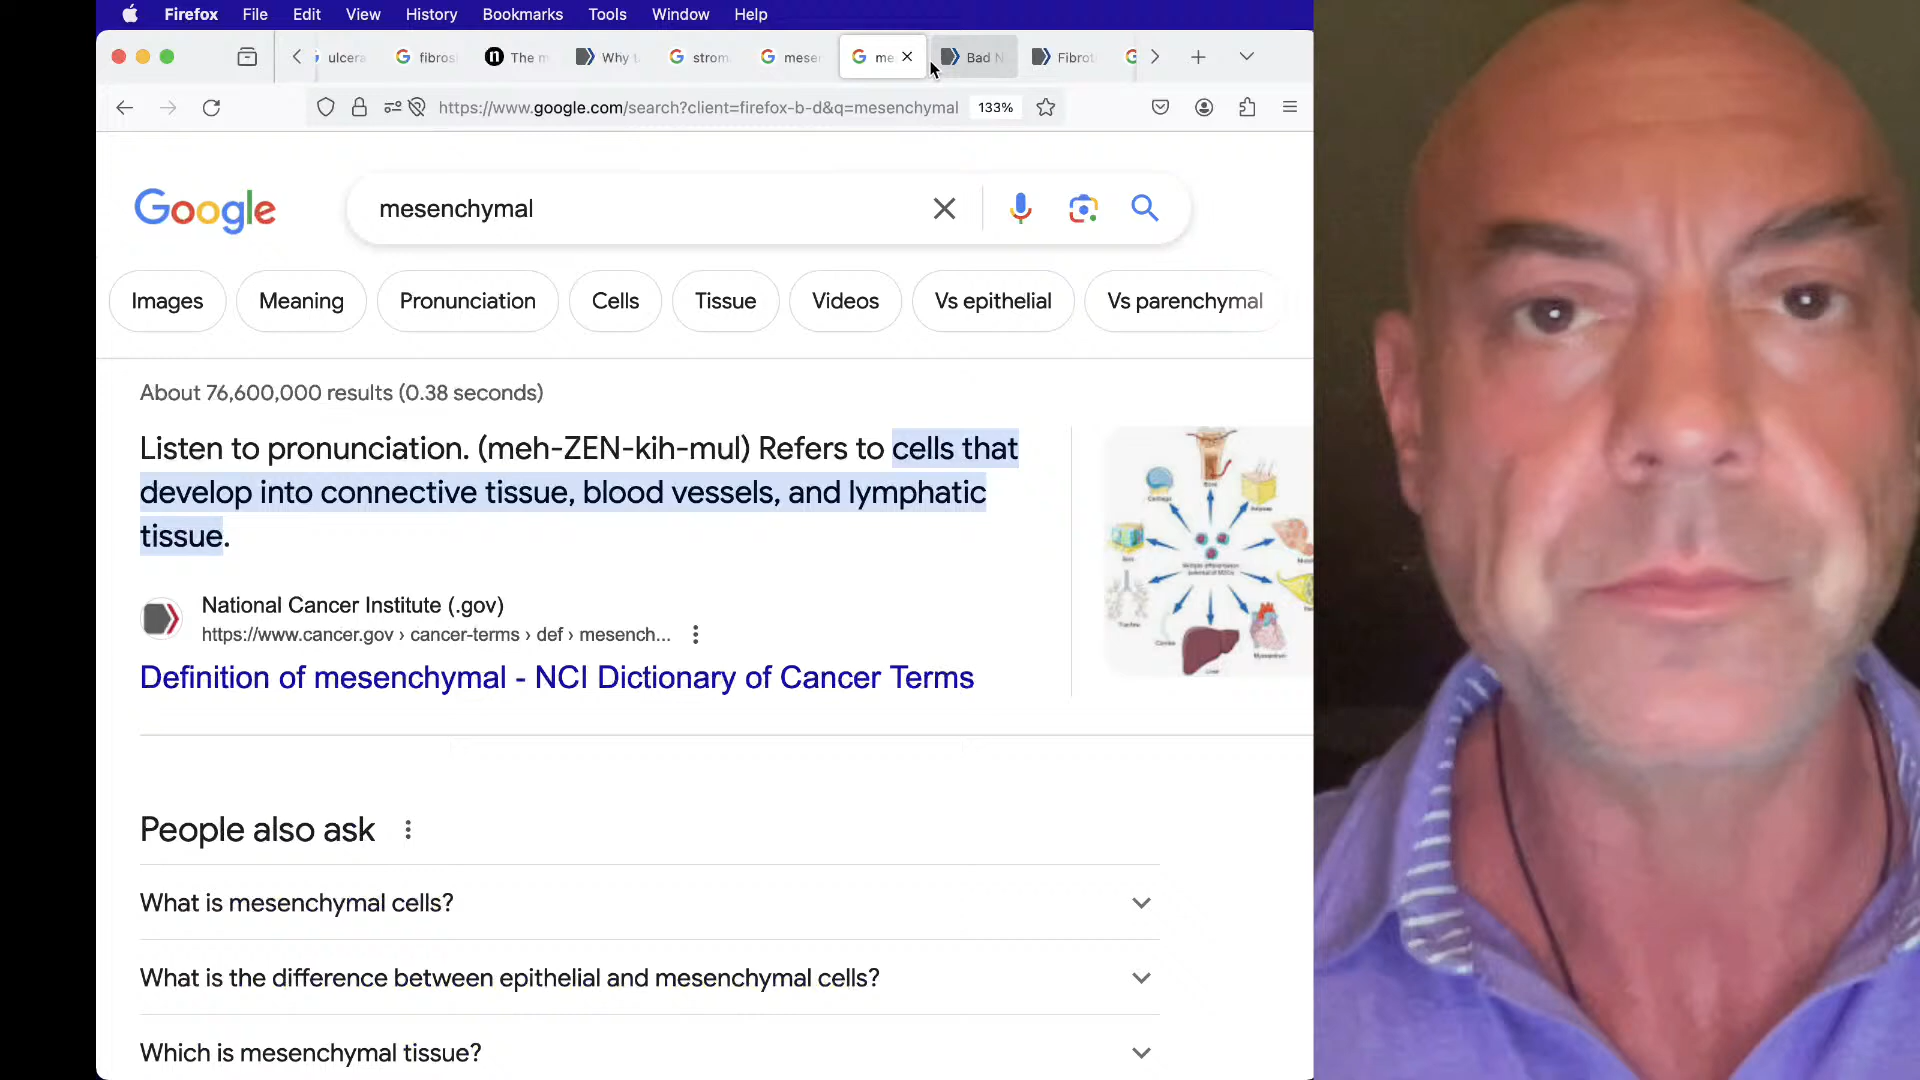 Firefox File Edit View History Bookmarks Tools Window Help
ulcera fibros The m Why t strom mese me Bad N Fibrot
https://www.google.com/search?client=firefox-b-d&q=mesenchymal 133%
Google mesenchymal
Images Meaning Pronunciation Cells Tissue Videos Vs epithelial Vs parenchymal
About 76,600,000 results (0.38 seconds)
Listen to pronunciation. (meh-ZEN-kih-mul) Refers to cells that
develop into connective tissue, blood vessels, and lymphatic
tissue.
National Cancer Institute (.gov)
https://www.cancer.gov › cancer-terms › def › mesench...
Definition of mesenchymal - NCI Dictionary of Cancer Terms
People also ask
What is mesenchymal cells?
What is the difference between epithelial and mesenchymal cells?
Which is mesenchymal tissue?